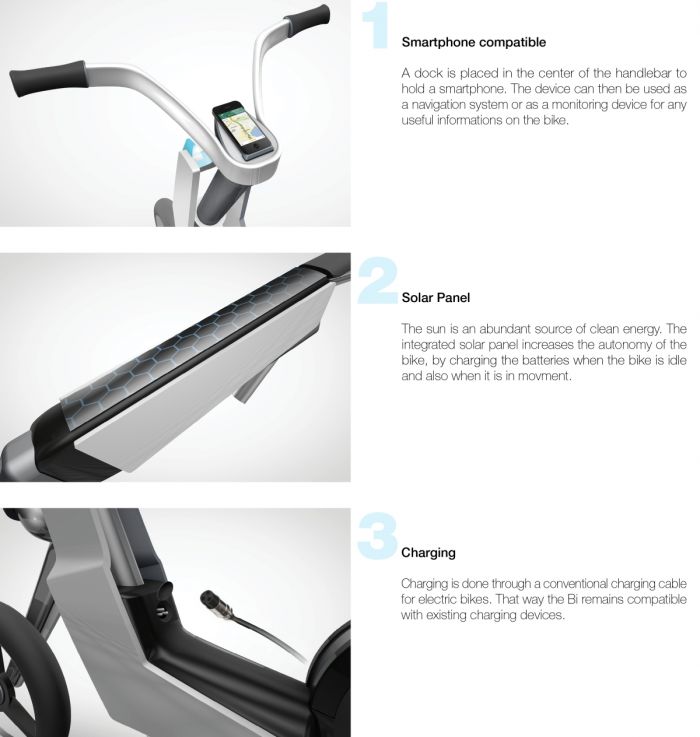 1
Smartphone compatible
A dock is placed in the center of the handlebar to
hold a smartphone. The device can then be used as
a navigation system or as a monitoring device for any
useful informations on the bike.
2
Solar Panel
The sun is an abundant source of clean energy. The
integrated solar panel increases the autonomy of the
bike, by charging the batteries when the bike is idle
and also when it is in movment.
3
Charging
Charging is done through a conventional charging cable
for electric bikes. That way the Bi remains compatible
with existing charging devices.